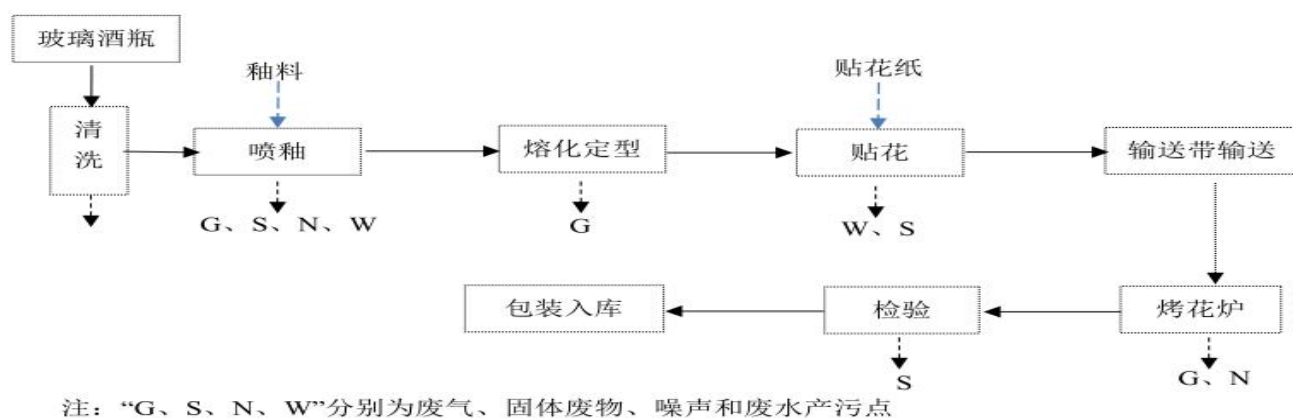 玻璃酒瓶
釉料
贴花纸
清洗
喷釉
熔化定型
贴花
输送带输送
G、S、N、W
G
W、S
包装入库
检验
烤花炉
S
G、N
注：“G、S、N、W”分别为废气、固体废物、噪声和废水产污点